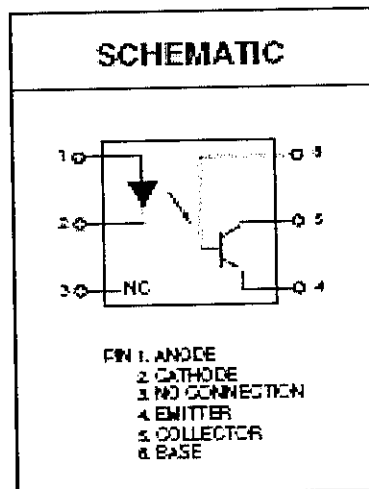 SCHEMATIC
1 6
2 5
3 NC 4
PIN 1. ANODE
2. CATHODE
3. NO CONNECTION
4. EMITTER
5. COLLECTOR
6. BASE